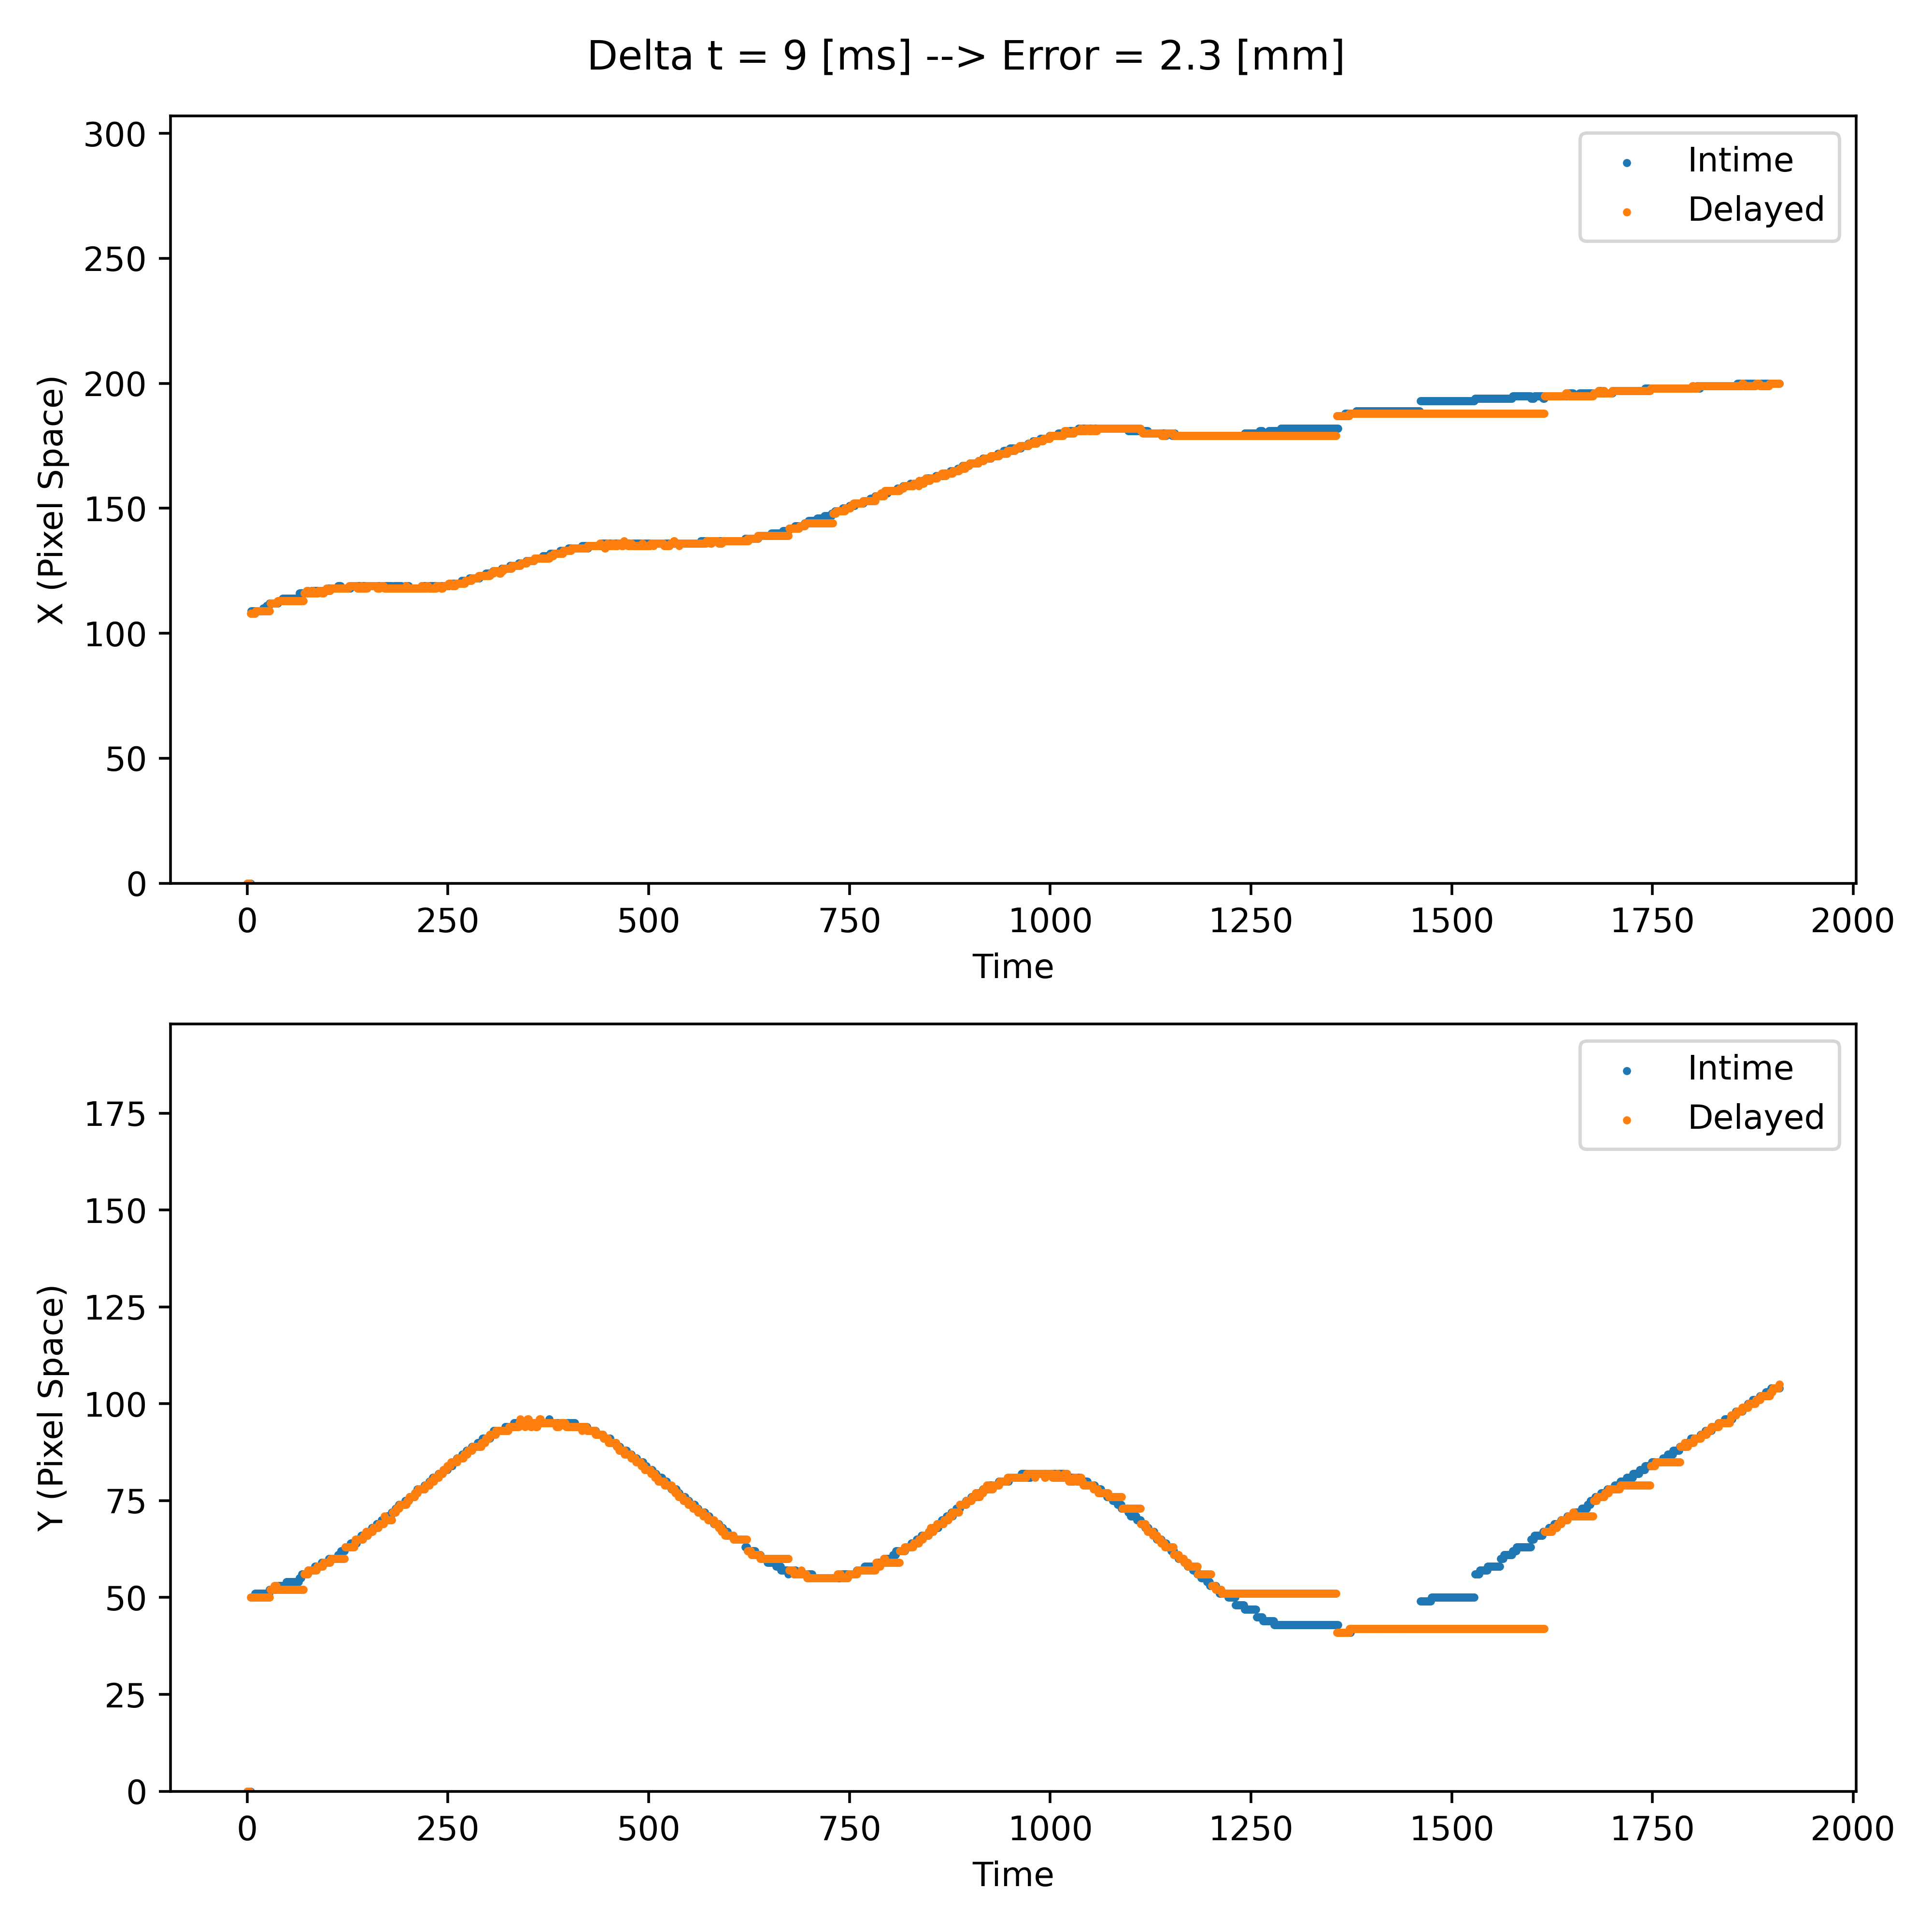 Delta t = 9 [ms] --> Error = 2.3 [mm]
300
250
200
150
100
50
0
X (Pixel Space)
Intime
Delayed
0 250 500 750 1000 1250 1500 1750 2000
Time
175
150
125
100
75
50
25
0
Y (Pixel Space)
Intime
Delayed
0 250 500 750 1000 1250 1500 1750 2000
Time